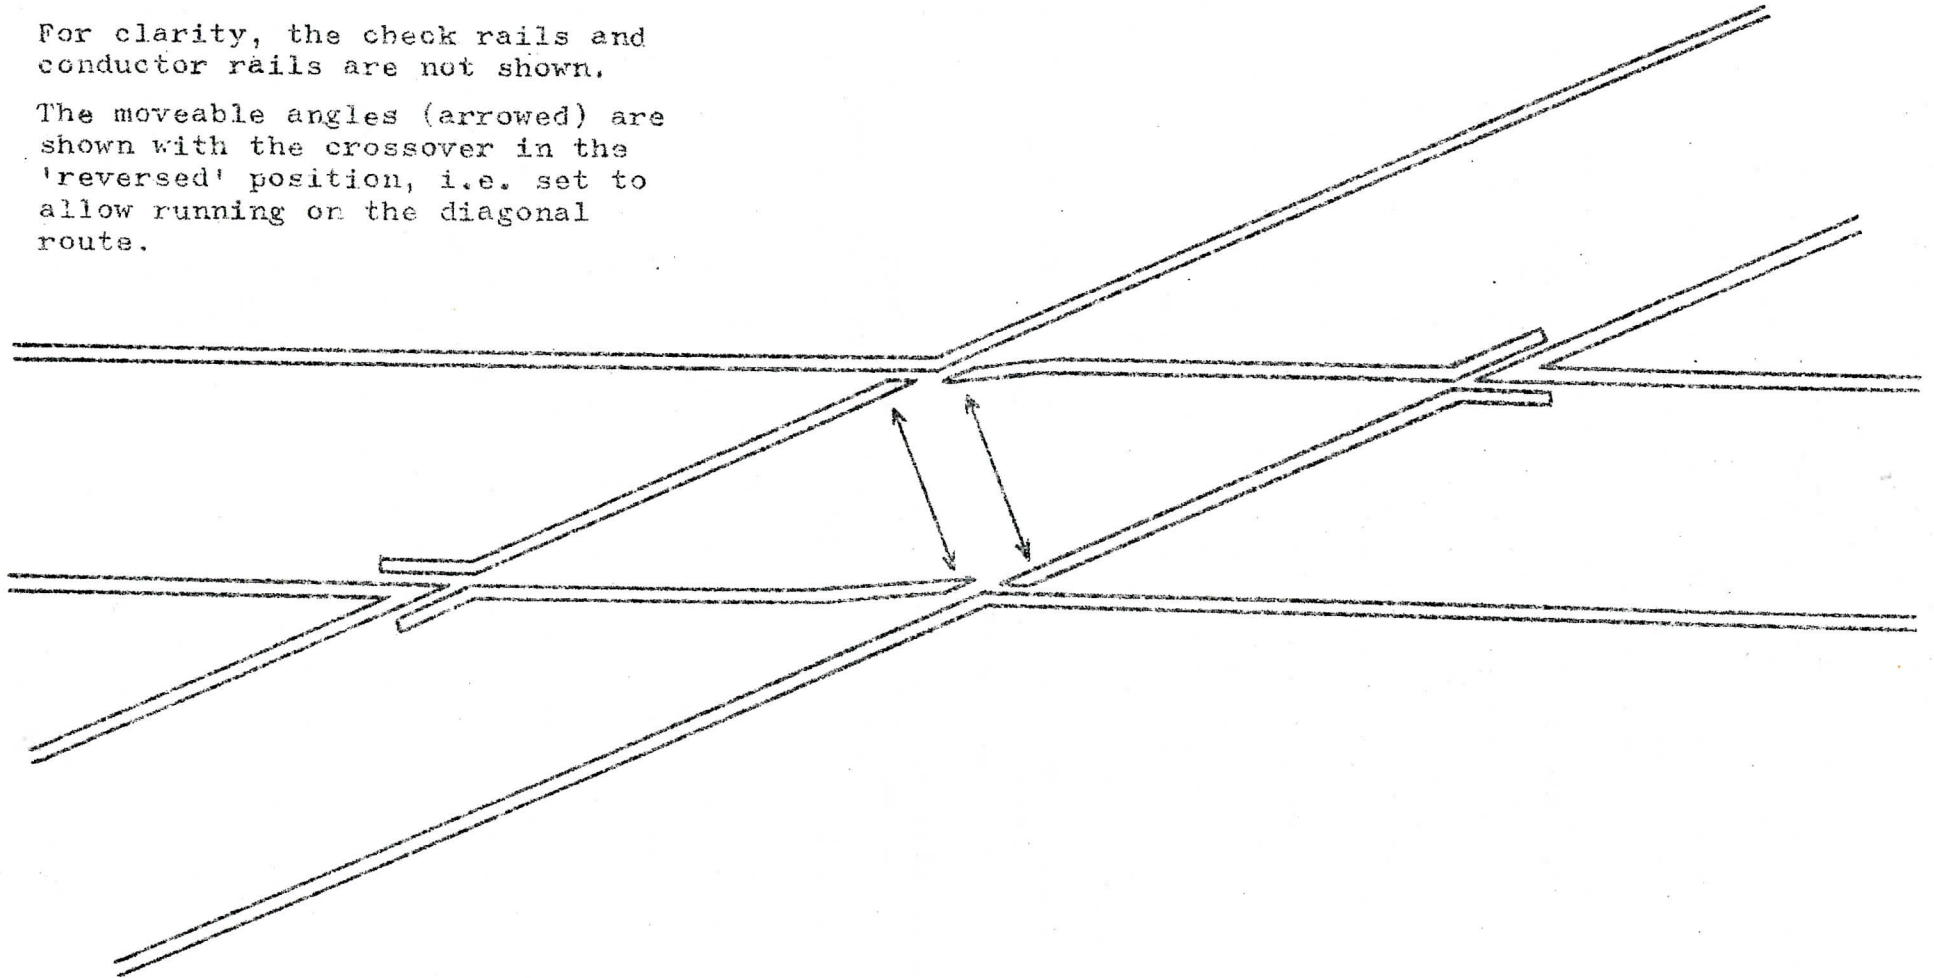 For clarity, the check rails and
conductor rails are not shown.
The moveable angles (arrowed) are
shown with the crossover in the
'reversed' position, i.e. set to
allow running on the diagonal
route.